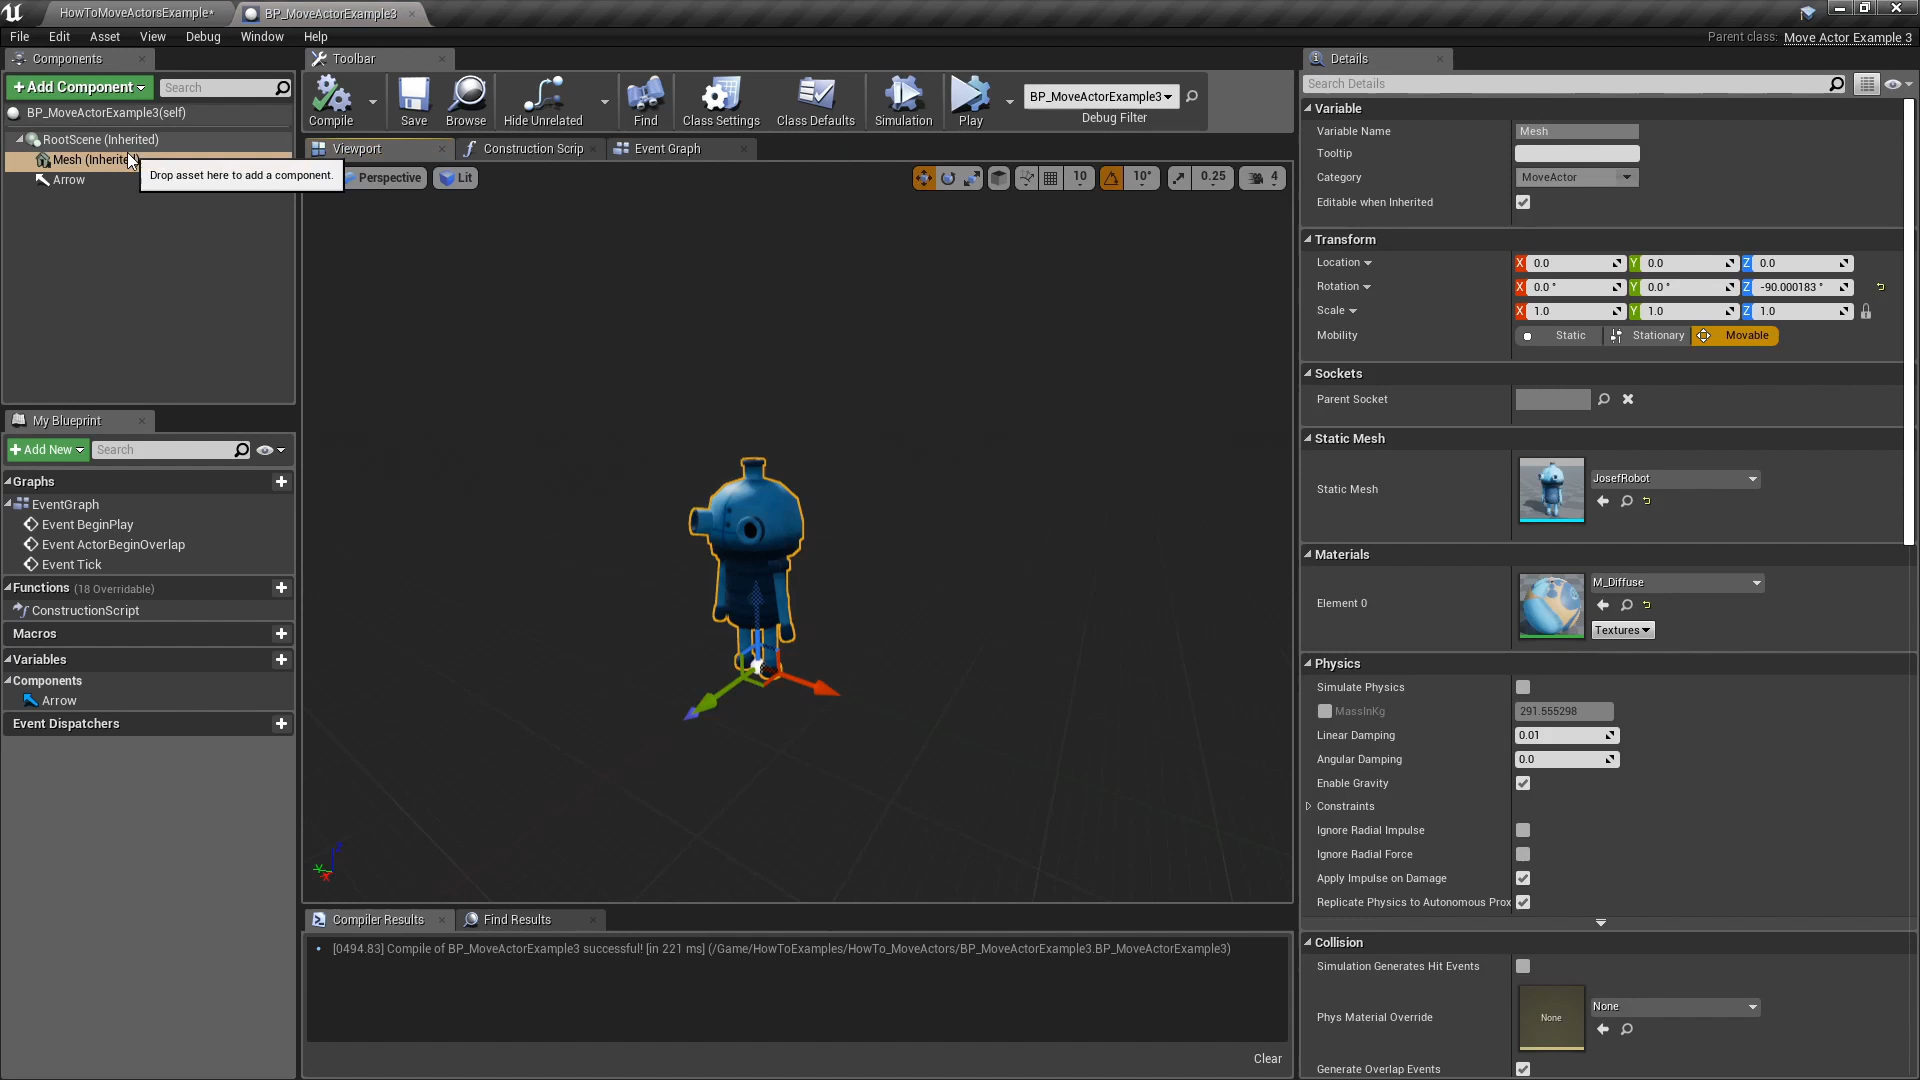 HowToMoveActorsExample*
BP_MoveActorExample3
File Edit Asset View Debug Window Help
Parent class: Move Actor Example 3
Components
+Add Component
Search
BP_MoveActorExample3(self)
RootScene (Inherited)
Mesh (Inherite
Arrow
Drop asset here to add a component.
My Blueprint
+Add New
Search
Graphs
EventGraph
Event BeginPlay
Event ActorBeginOverlap
Event Tick
Functions (18 Overridable)
ConstructionScript
Macros
Variables
Components
Arrow
Event Dispatchers
Toolbar
Compile
Save
Browse
Hide Unrelated
Find
Class Settings
Class Defaults
Simulation
Play
BP_MoveActorExample3
Debug Filter
Viewport
Construction Scrip
Event Graph
Perspective
Lit
10
10°
0.25
4
Compiler Results
Find Results
[0494.83] Compile of BP_MoveActorExample3 successful! [in 221 ms] (/Game/HowToExamples/HowTo_MoveActors/BP_MoveActorExample3.BP_MoveActorExample3)
Clear
Details
Search Details
Variable
Variable Name Mesh
Tooltip
Category MoveActor
Editable when Inherited
Transform
Location X 0.0 Y 0.0 Z 0.0
Rotation X 0.0 ° Y 0.0 ° Z -90.000183 °
Scale X 1.0 Y 1.0 Z 1.0
Mobility Static Stationary Movable
Sockets
Parent Socket
Static Mesh
Static Mesh JosefRobot
Materials
Element 0 M_Diffuse
Textures
Physics
Simulate Physics
MassInKg 291.555298
Linear Damping 0.01
Angular Damping 0.0
Enable Gravity
Constraints
Ignore Radial Impulse
Ignore Radial Force
Apply Impulse on Damage
Replicate Physics to Autonomous Prox
Collision
Simulation Generates Hit Events
Phys Material Override None None
Generate Overlap Events